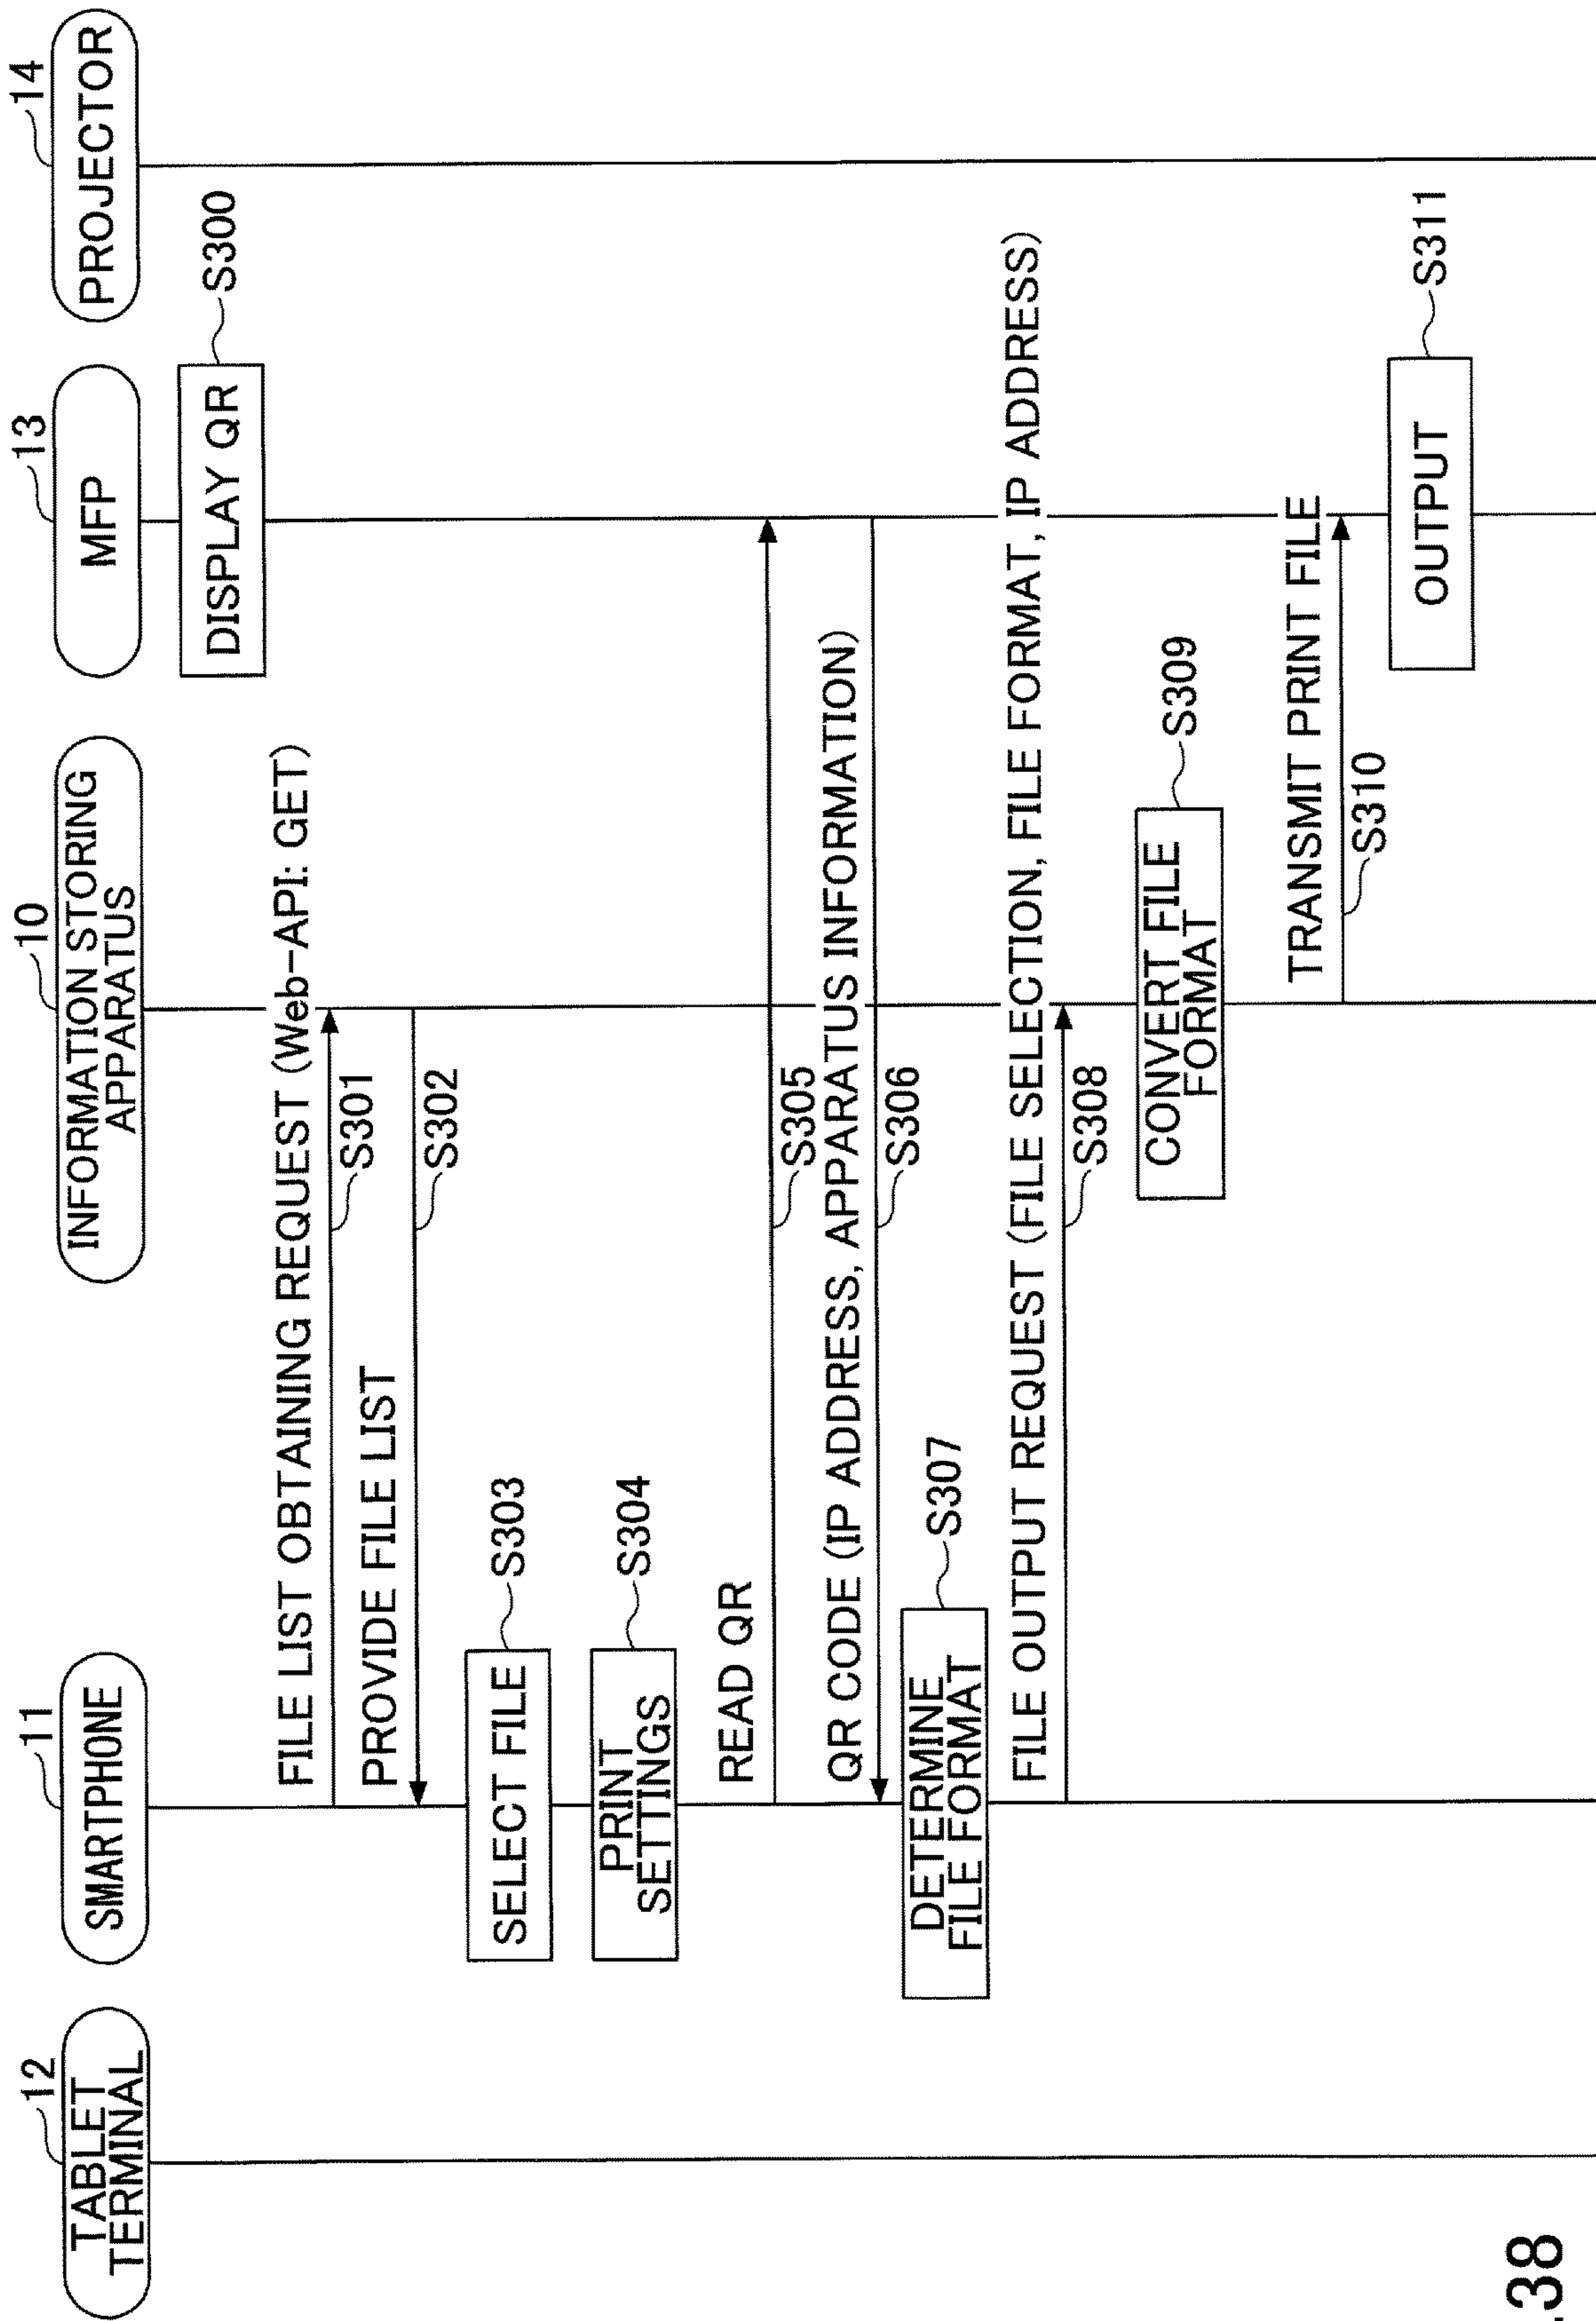 12
TABLET
TERMINAL
11
SMARTPHONE
10
INFORMATION STORING
APPARATUS
13
MFP
14
PROJECTOR
DISPLAY QR
S300
FILE LIST OBTAINING REQUEST (Web-API: GET)
S301
PROVIDE FILE LIST
S302
SELECT FILE
S303
PRINT
SETTINGS
S304
READ QR
S305
QR CODE (IP ADDRESS, APPARATUS INFORMATION)
S306
DETERMINE
FILE FORMAT
S307
FILE OUTPUT REQUEST (FILE SELECTION, FILE FORMAT, IP ADDRESS)
S308
CONVERT FILE
FORMAT
S309
TRANSMIT PRINT FILE
S310
OUTPUT
S311
.38